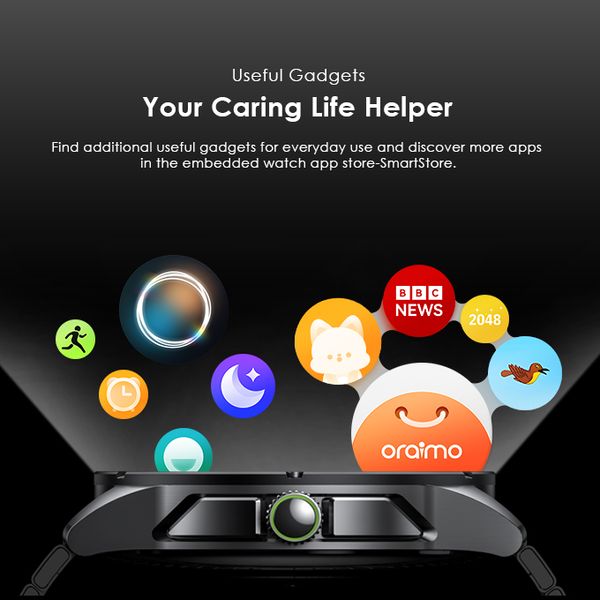 Useful Gadgets
Your Caring Life Helper
Find additional useful gadgets for everyday use and discover more apps
in the embedded watch app store-SmartStore.
BBC
NEWS
2048
oraimo